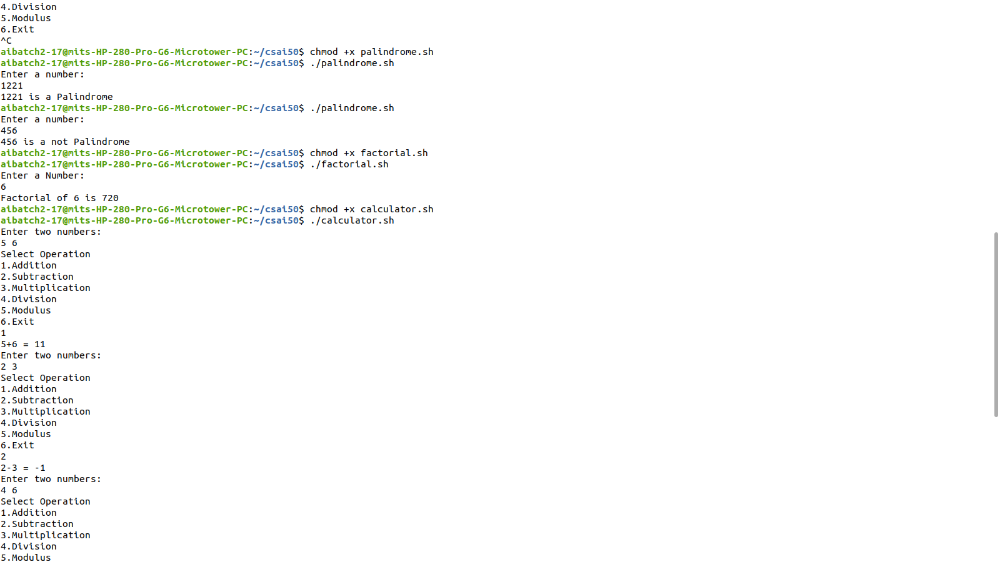 4.Division
5.Modulus
6.Exit
^C
aibatch2-17@mits-HP-280-Pro-G6-Microtower-PC:~/csai50$ chmod +x palindrome.sh
aibatch2-17@mits-HP-280-Pro-G6-Microtower-PC:~/csai50$ ./palindrome.sh
Enter a number:
1221
1221 is a Palindrome
aibatch2-17@mits-HP-280-Pro-G6-Microtower-PC:~/csai50$ ./palindrome.sh
Enter a number:
456
456 is a not Palindrome
aibatch2-17@mits-HP-280-Pro-G6-Microtower-PC:~/csai50$ chmod +x factorial.sh
aibatch2-17@mits-HP-280-Pro-G6-Microtower-PC:~/csai50$ ./factorial.sh
Enter a Number:
6
Factorial of 6 is 720
aibatch2-17@mits-HP-280-Pro-G6-Microtower-PC:~/csai50$ chmod +x calculator.sh
aibatch2-17@mits-HP-280-Pro-G6-Microtower-PC:~/csai50$ ./calculator.sh
Enter two numbers:
5 6
Select Operation
1.Addition
2.Subtraction
3.Multiplication
4.Division
5.Modulus
6.Exit
1
5+6 = 11
Enter two numbers:
2 3
Select Operation
1.Addition
2.Subtraction
3.Multiplication
4.Division
5.Modulus
6.Exit
2
2-3 = -1
Enter two numbers:
4 6
Select Operation
1.Addition
2.Subtraction
3.Multiplication
4.Division
5.Modulus